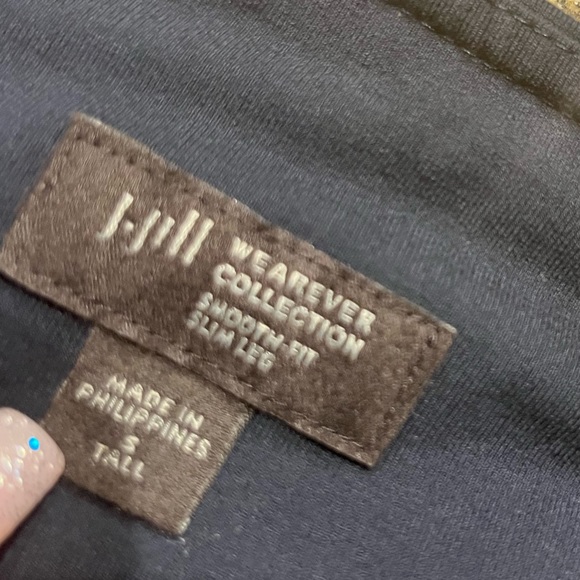 J.Jill
WEAREVER
COLLECTION
SMOOTH-FIT
SLIM LEG
MADE IN
PHILIPPINES
S
TALL